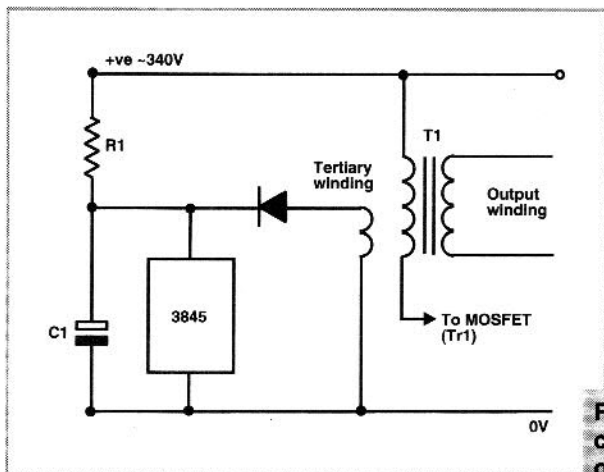 +ve ~340V
R1
T1
Tertiary
winding
Output
winding
3845
C1
To MOSFET
(Tr1)
0V